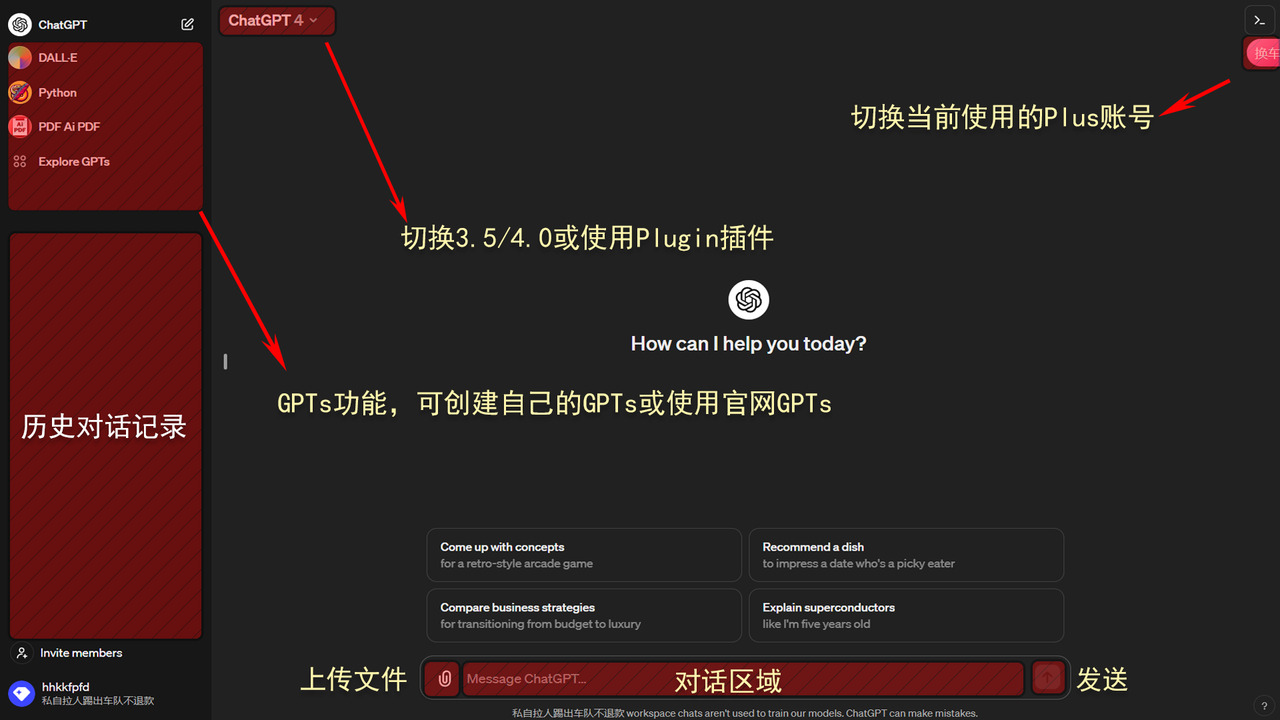 ChatGPT
DALL·E
Python
PDF Ai PDF
Explore GPTs
历史对话记录
Invite members
hhkkfpfd
私自拉人踢出车队不退款
ChatGPT 4
换车
切换当前使用的Plus账号
切换3.5/4.0或使用Plugin插件
How can I help you today?
GPTs功能，可创建自己的GPTs或使用官网GPTs
Come up with concepts
for a retro-style arcade game
Recommend a dish
to impress a date who's a picky eater
Compare business strategies
for transitioning from budget to luxury
Explain superconductors
like I'm five years old
上传文件
Message ChatGPT...
对话区域
发送
私自拉人踢出车队不退款 workspace chats aren't used to train our models. ChatGPT can make mistakes.
?